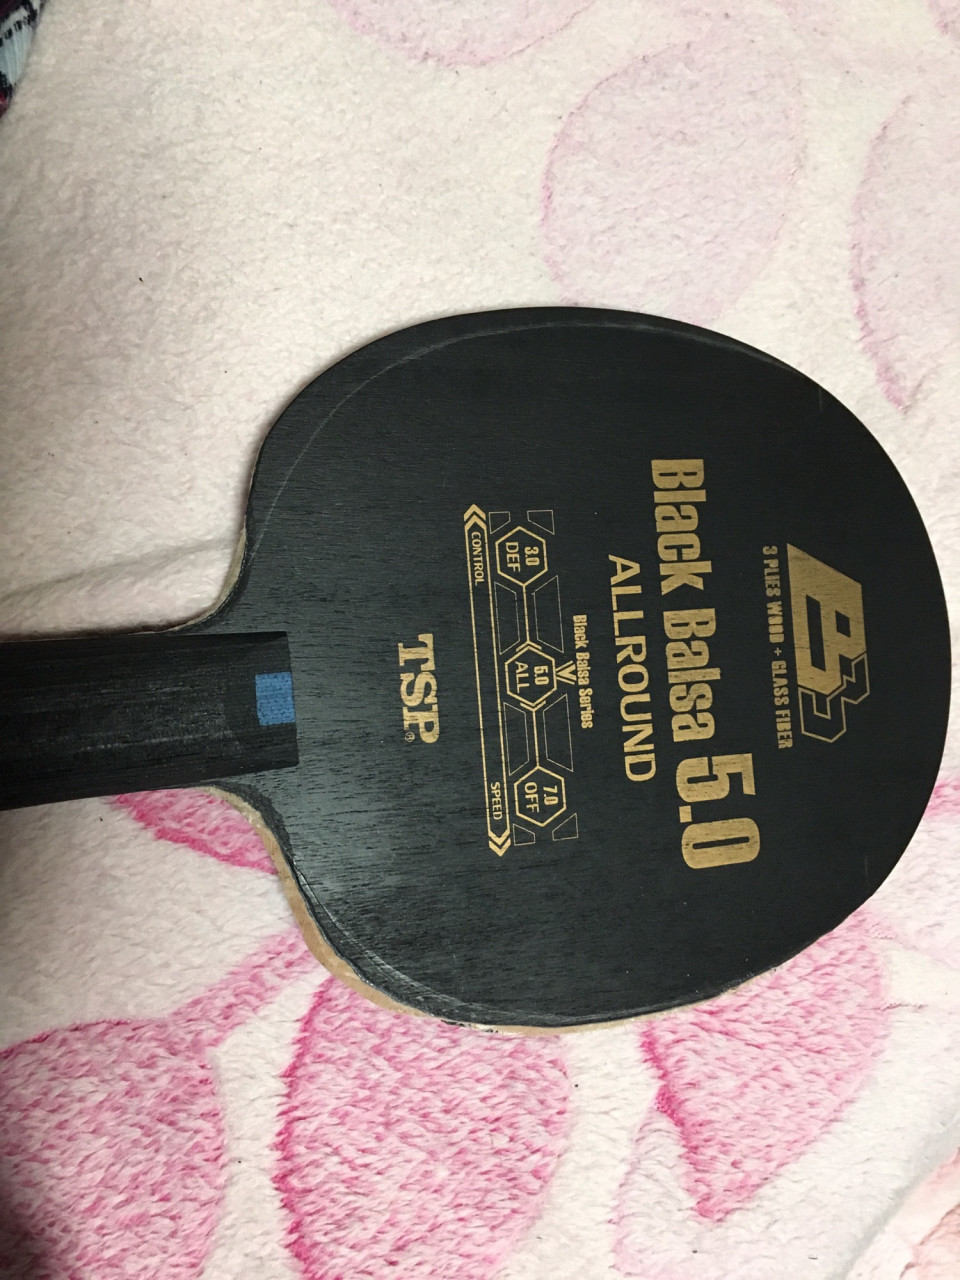 B3
3 PLIES WOOD + GLASS FIBER
Black Balsa 5.0
ALLROUND
Black Balsa Series
3.0 DEF
5.0 ALL
7.0 OFF
CONTROL
SPEED
TSP®